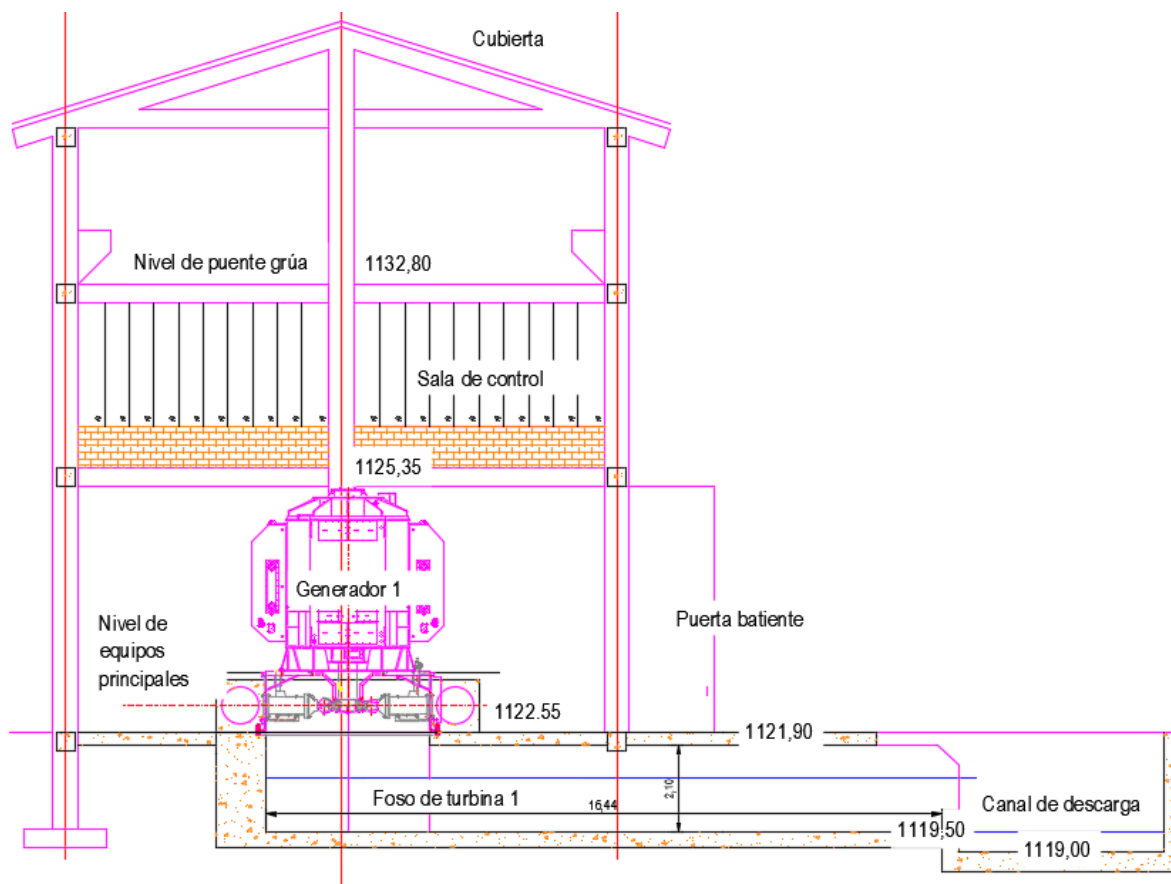 Cubierta
Nivel de puente grúa
1132,80
Sala de control
1125,35
Generador 1
Puerta batiente
Nivel de
equipos
principales
1122.55
1121,90
2,10
Foso de turbina 1
16,44
Canal de descarga
1119,50
1119,00